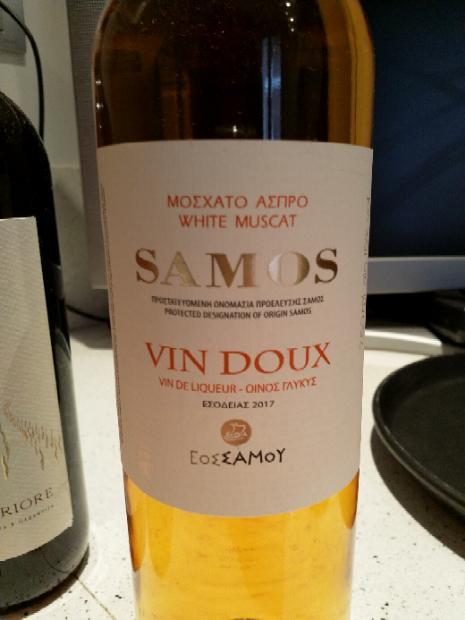 ΜΟΣΧΑΤΟ ΑΣΠΡΟ
WHITE MUSCAT
SAMOS
ΠΡΟΣΤΑΤΕΥΟΜΕΝΗ ΟΝΟΜΑΣΙΑ ΠΡΟΕΛΕΥΣΗΣ ΣΑΜΟΣ
PROTECTED DESIGNATION OF ORIGIN SAMOS
VIN DOUX
VIN DE LIQUEUR - ΟΙΝΟΣ ΓΛΥΚΥΣ
ΕΣΟΔΕΙΑΣ 2017
ΕΟΣΣΑΜΟΥ
RIORE